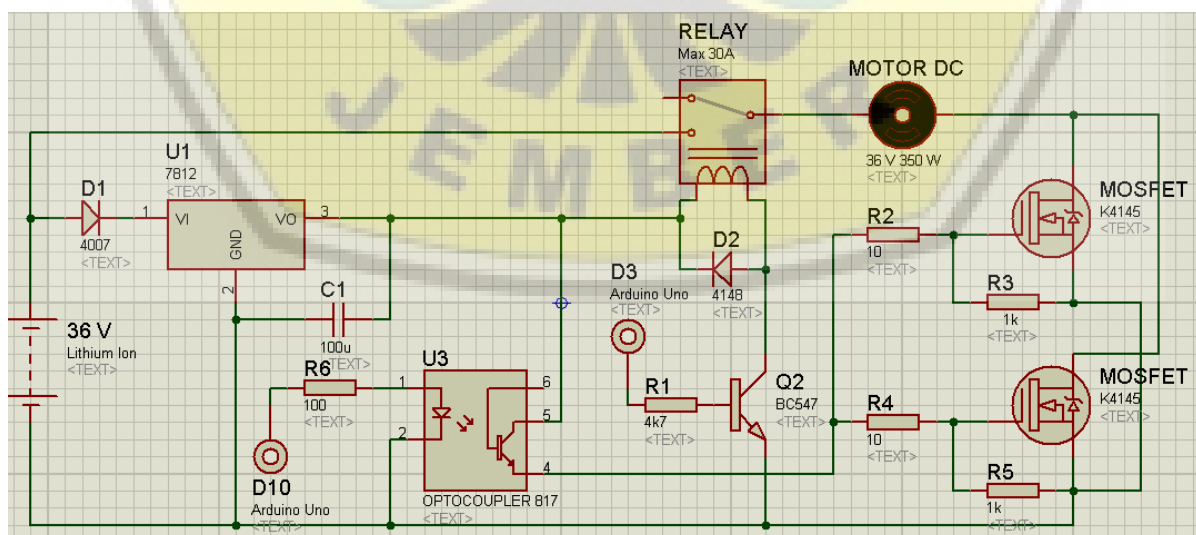 RELAY
Max 30A
<TEXT>
MOTOR DC
36 V 350 W
<TEXT>
JEMBER
U1
7812
<TEXT>
1
VI
VO
3
GND
2
D1
4007
<TEXT>
MOSFET
K4145
<TEXT>
R2
10
<TEXT>
D2
4148
<TEXT>
D3
Arduino Uno
<TEXT>
R3
1k
<TEXT>
C1
100u
<TEXT>
36 V
Lithium Ion
<TEXT>
U3
1
2
6
5
4
OPTOCOUPLER 817
<TEXT>
R6
100
<TEXT>
R1
4k7
<TEXT>
Q2
BC547
<TEXT>
MOSFET
K4145
<TEXT>
R4
10
<TEXT>
R5
1k
<TEXT>
D10
Arduino Uno
<TEXT>